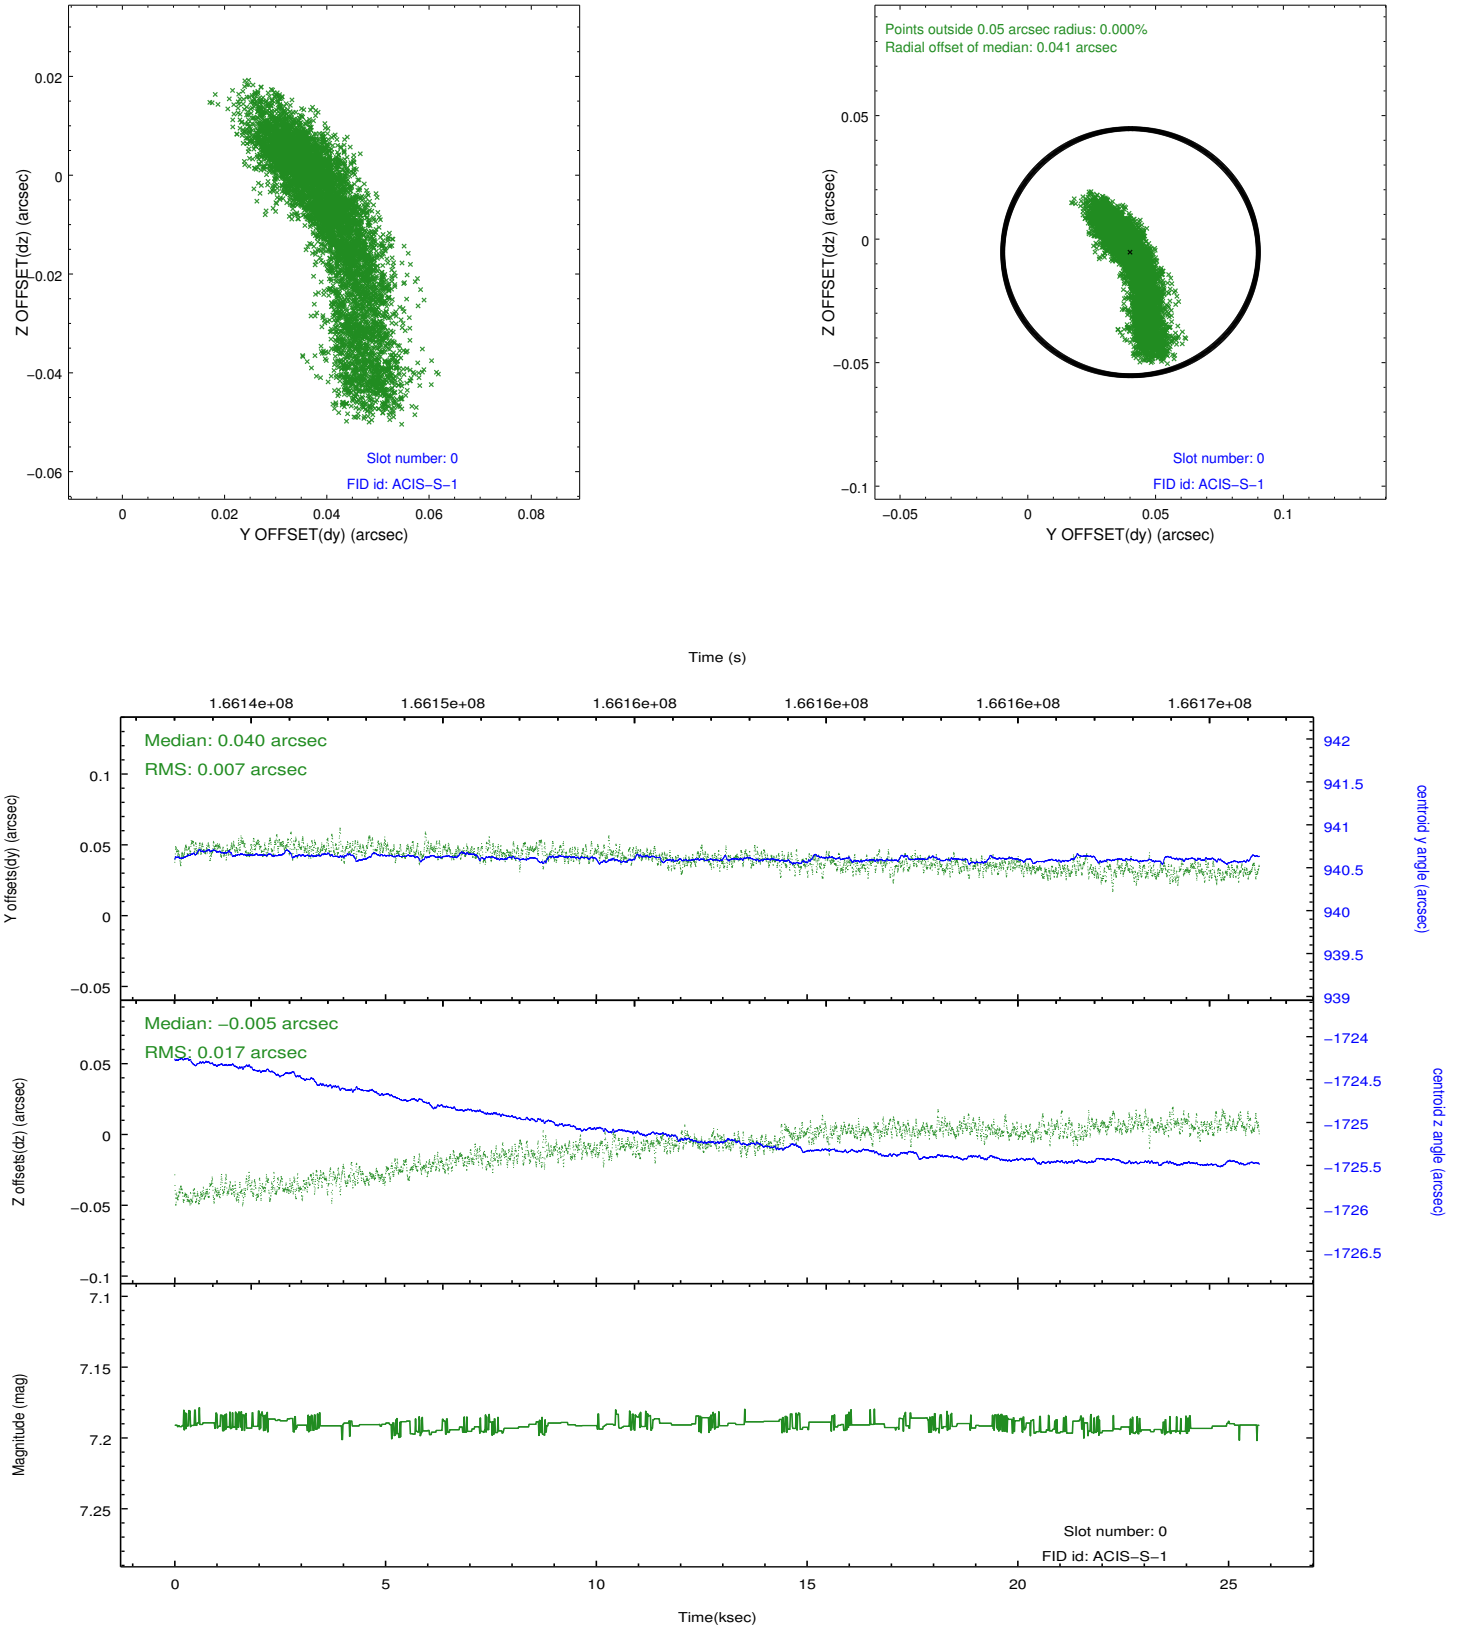 0.02
0
−0.02
−0.04
−0.06
Z OFFSET(dz) (arcsec)
Slot number: 0
FID id: ACIS−S−1
0 0.02 0.04 0.06 0.08
Y OFFSET(dy) (arcsec)
Points outside 0.05 arcsec radius: 0.000%
Radial offset of median: 0.041 arcsec
0.05
0
−0.05
−0.1
Z OFFSET(dz) (arcsec)
Slot number: 0
FID id: ACIS−S−1
−0.05 0 0.05 0.1
Y OFFSET(dy) (arcsec)
Time (s)
1.6614e+08 1.6615e+08 1.6616e+08 1.6616e+08 1.6616e+08 1.6617e+08
Median: 0.040 arcsec
RMS: 0.007 arcsec
0.1
0.05
0
−0.05
Y offsets(dy) (arcsec)
942
941.5
941
940.5
940
939.5
939
centroid y angle (arcsec)
Median: −0.005 arcsec
RMS: 0.017 arcsec
0.05
0
−0.05
−0.1
Z offsets(dz) (arcsec)
−1724
−1724.5
−1725
−1725.5
−1726
−1726.5
centroid z angle (arcsec)
7.1
7.15
7.2
7.25
Magnitude (mag)
Slot number: 0
FID id: ACIS−S−1
0 5 10 15 20 25
Time(ksec)